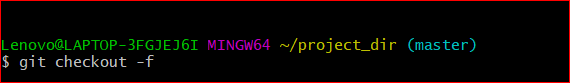 Lenovo@LAPTOP-3FGJEJ6I MINGW64 ~/project_dir (master)
$ git checkout -f